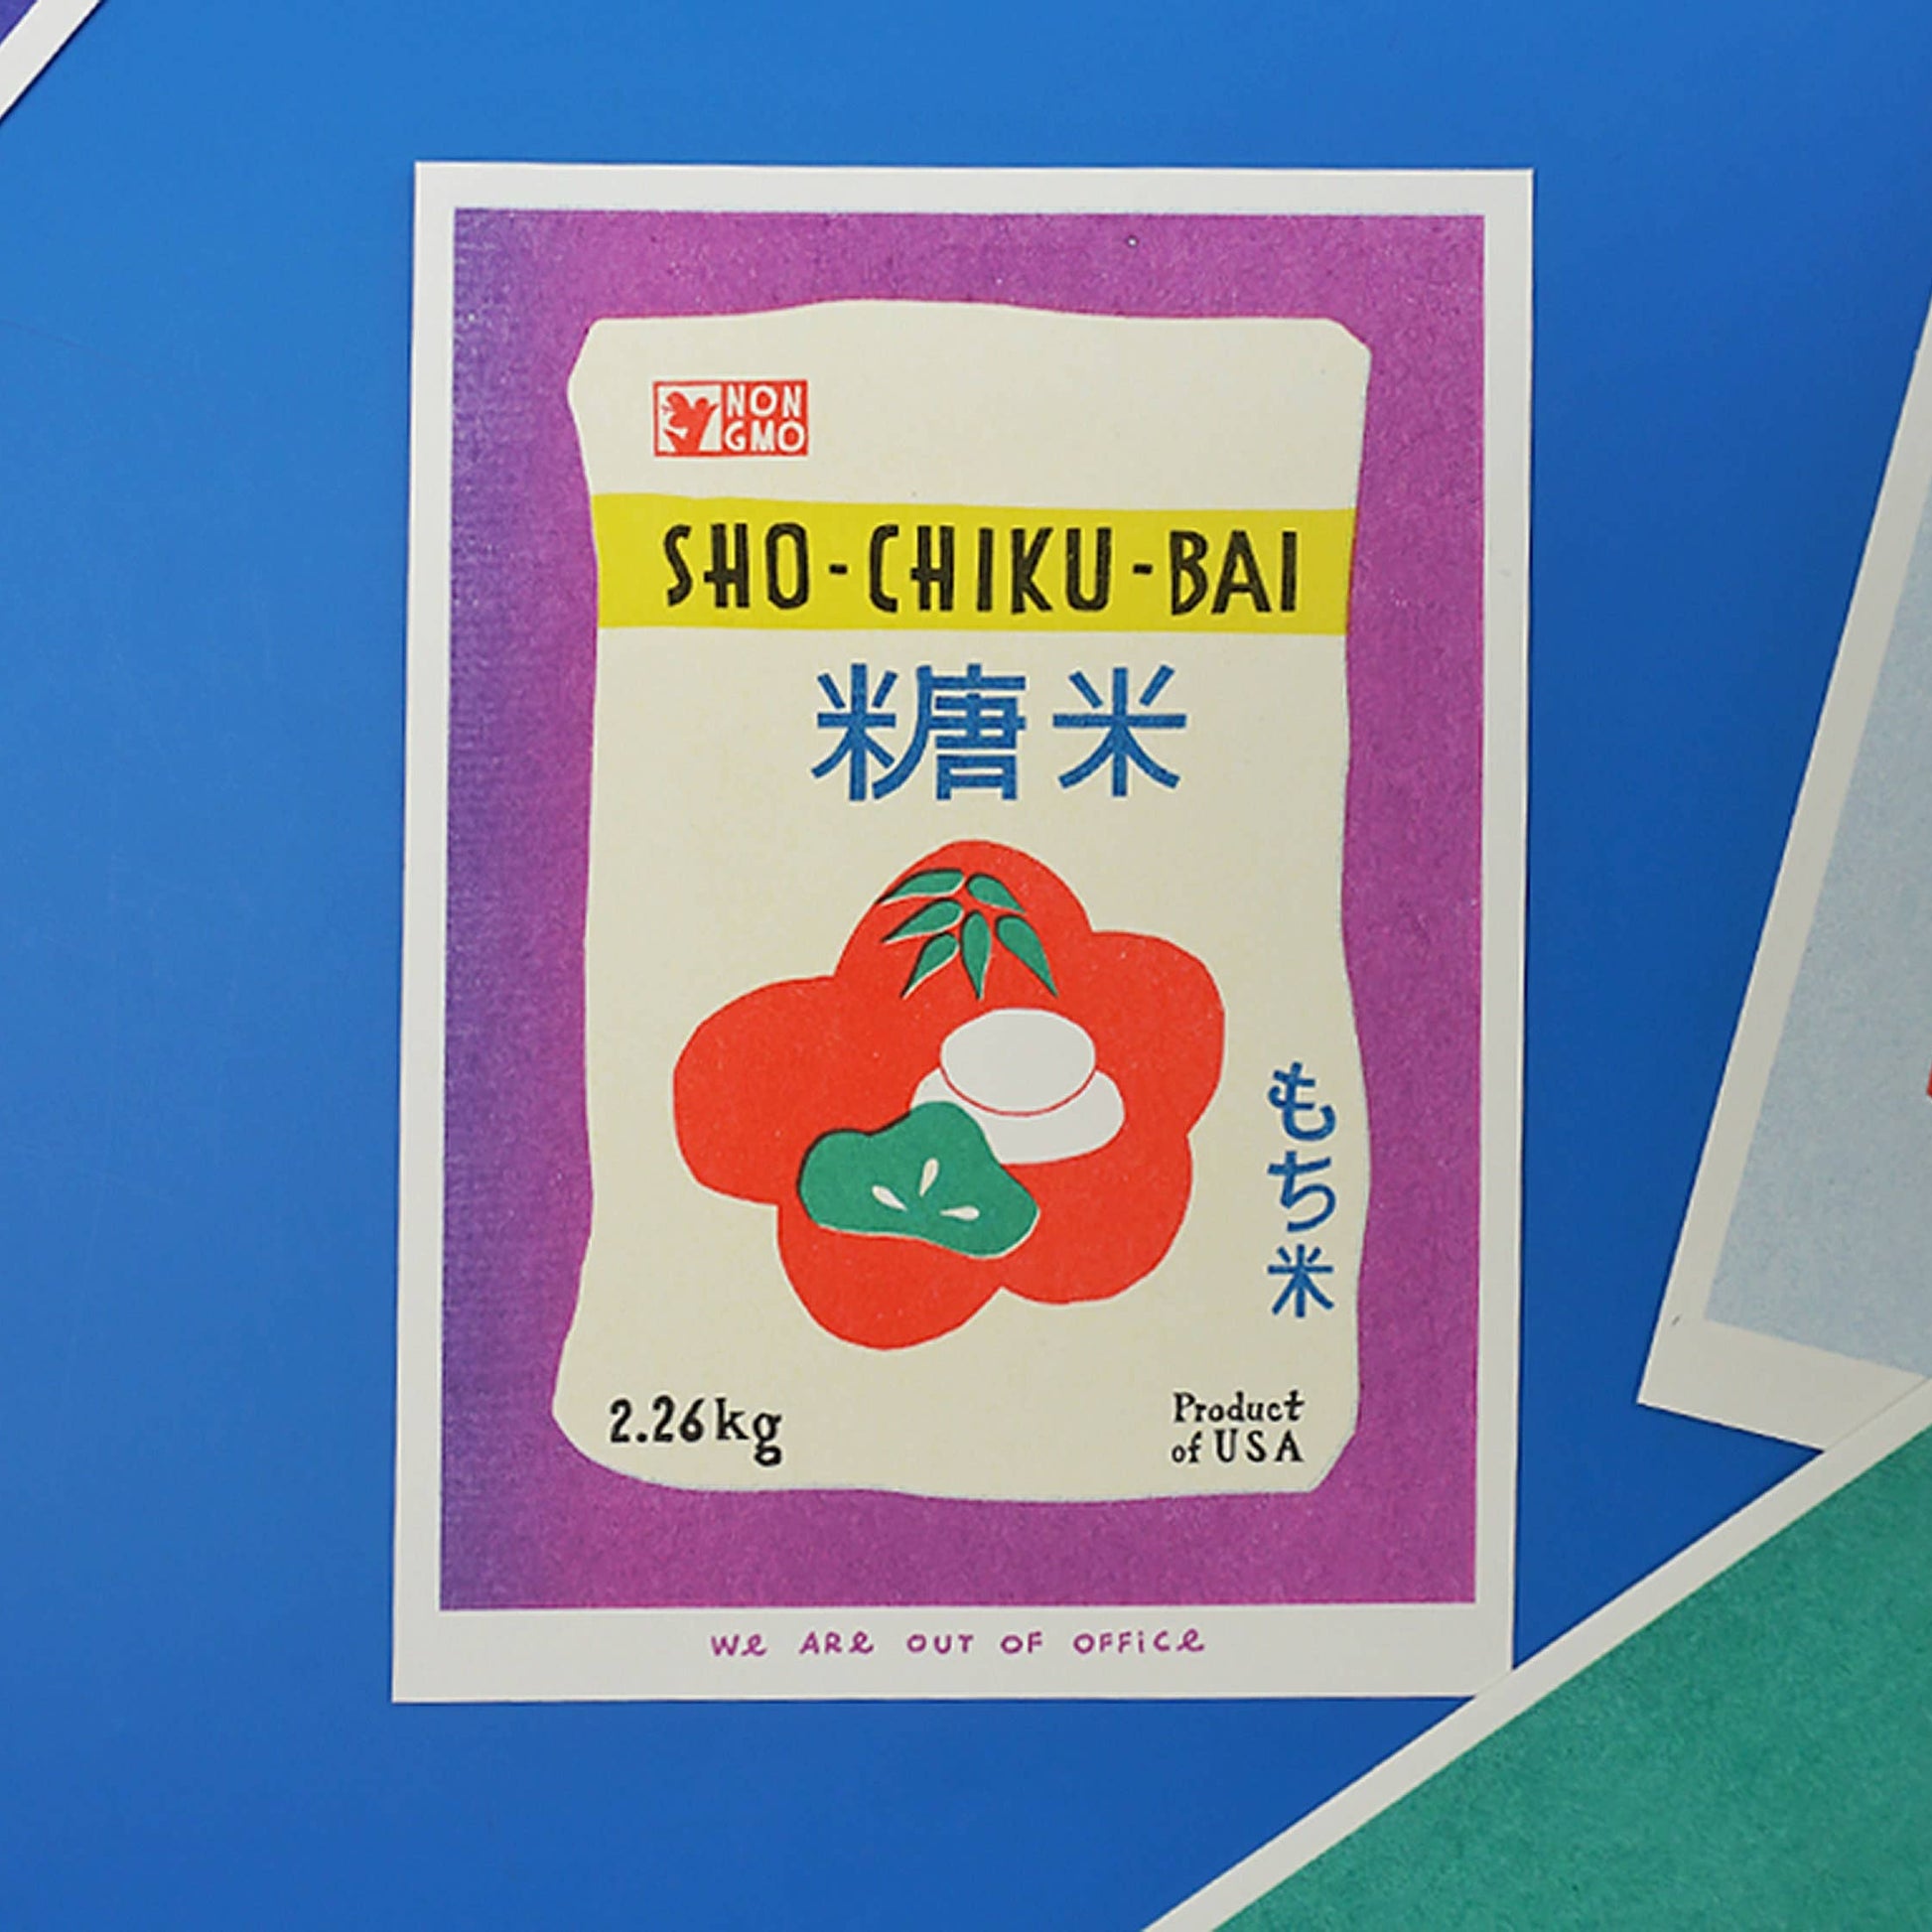 NON
GMO
SHO-CHIKU-BAI
糖米
もち米
2.26kg
Product
of USA
WE ARE OUT OF OFFICE